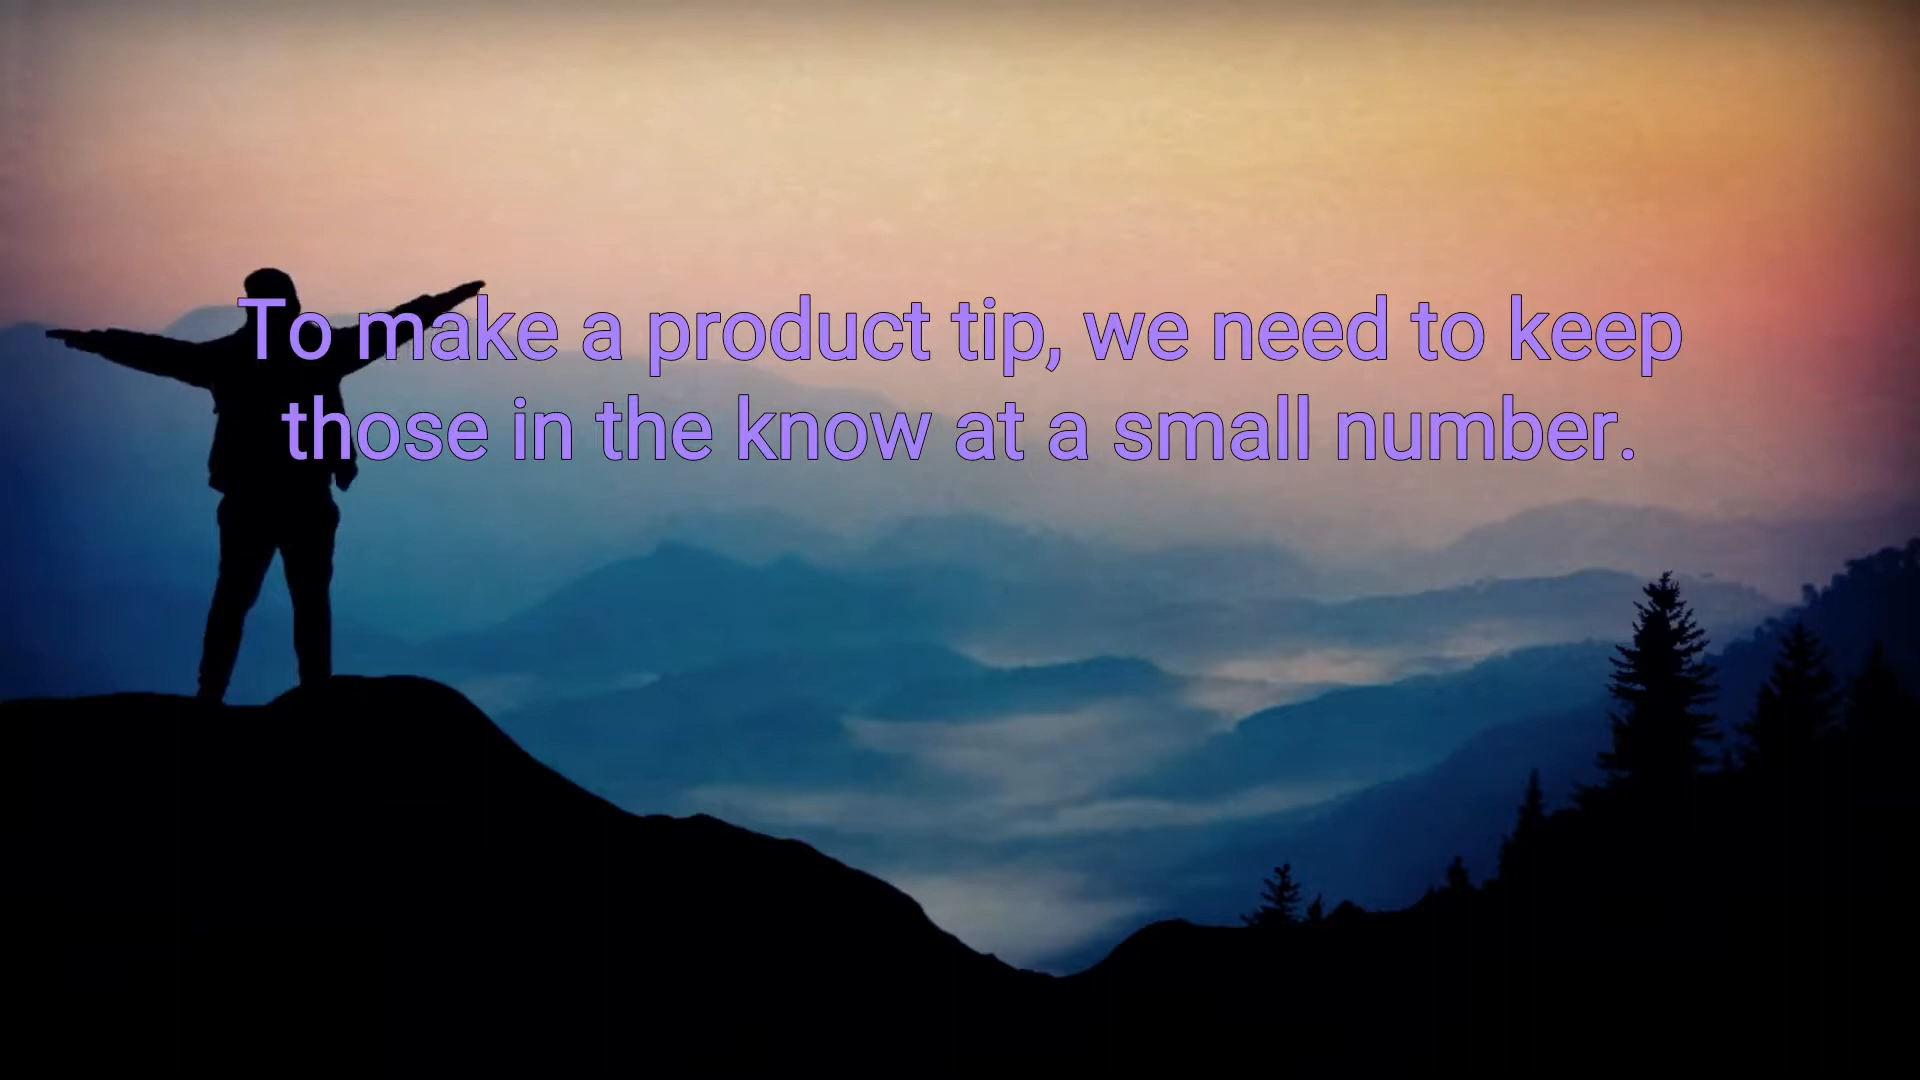 To make a product tip, we need to keep
those in the know at a small number.